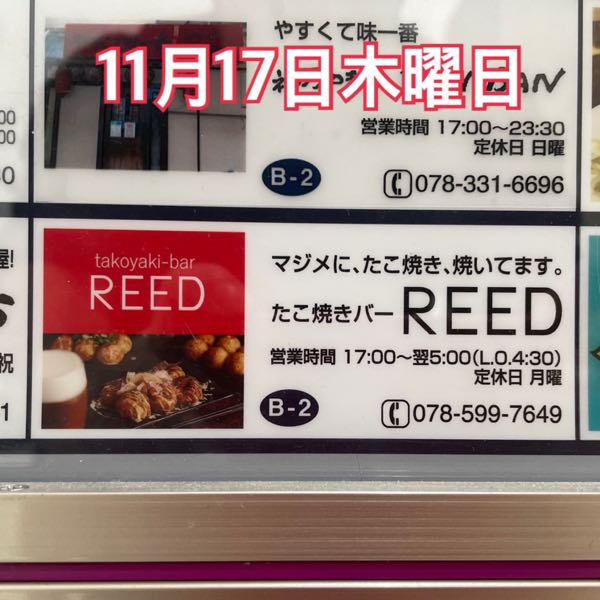 やすくて味一番
11月17日木曜日
営業時間 17:00～23:30
定休日 日曜
B-2
078-331-6696
takoyaki-bar
REED
マジメに、たこ焼き、焼いてます。
たこ焼きバー REED
営業時間 17:00～翌5:00(L.O.4:30)
定休日 月曜
B-2
078-599-7649
屋!
祝